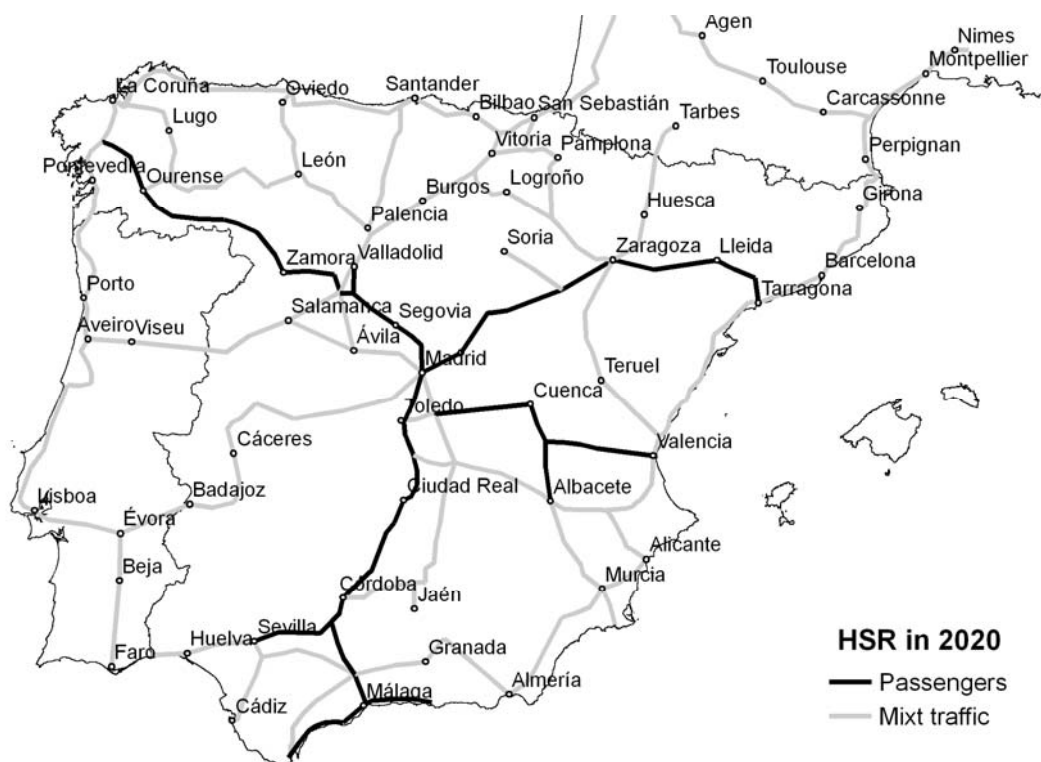 Agen
Nimes
Montpellier
Toulouse
La Coruña
Oviedo
Santander
Bilbao
San Sebastián
Tarbes
Carcassonne
Lugo
Vitoria
Pamplona
Perpignan
Pontevedra
Ourense
León
Burgos
Logroño
Girona
Palencia
Huesca
Soria
Zaragoza
Lleida
Zamora
Valladolid
Barcelona
Porto
Salamanca
Segovia
Tarragona
Aveiro
Viseu
Ávila
Madrid
Teruel
Cuenca
Toledo
Cáceres
Valencia
Lisboa
Badajoz
Ciudad Real
Albacete
Évora
Alicante
Beja
Córdoba
Jaén
Murcia
Faro
Huelva
Sevilla
Granada
HSR in 2020
Málaga
Almería
Passengers
Cádiz
Mixt traffic